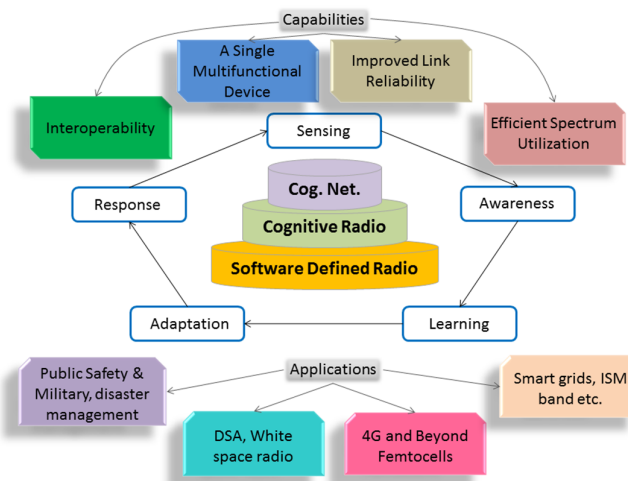 Capabilities
A Single
Multifunctional
Device
Improved Link
Reliability
Interoperability
Efficient Spectrum
Utilization
Sensing
Response
Awareness
Cog. Net.
Cognitive Radio
Software Defined Radio
Adaptation
Learning
Applications
Public Safety &
Military, disaster
management
Smart grids, ISM
band etc.
DSA, White
space radio
4G and Beyond
Femtocells